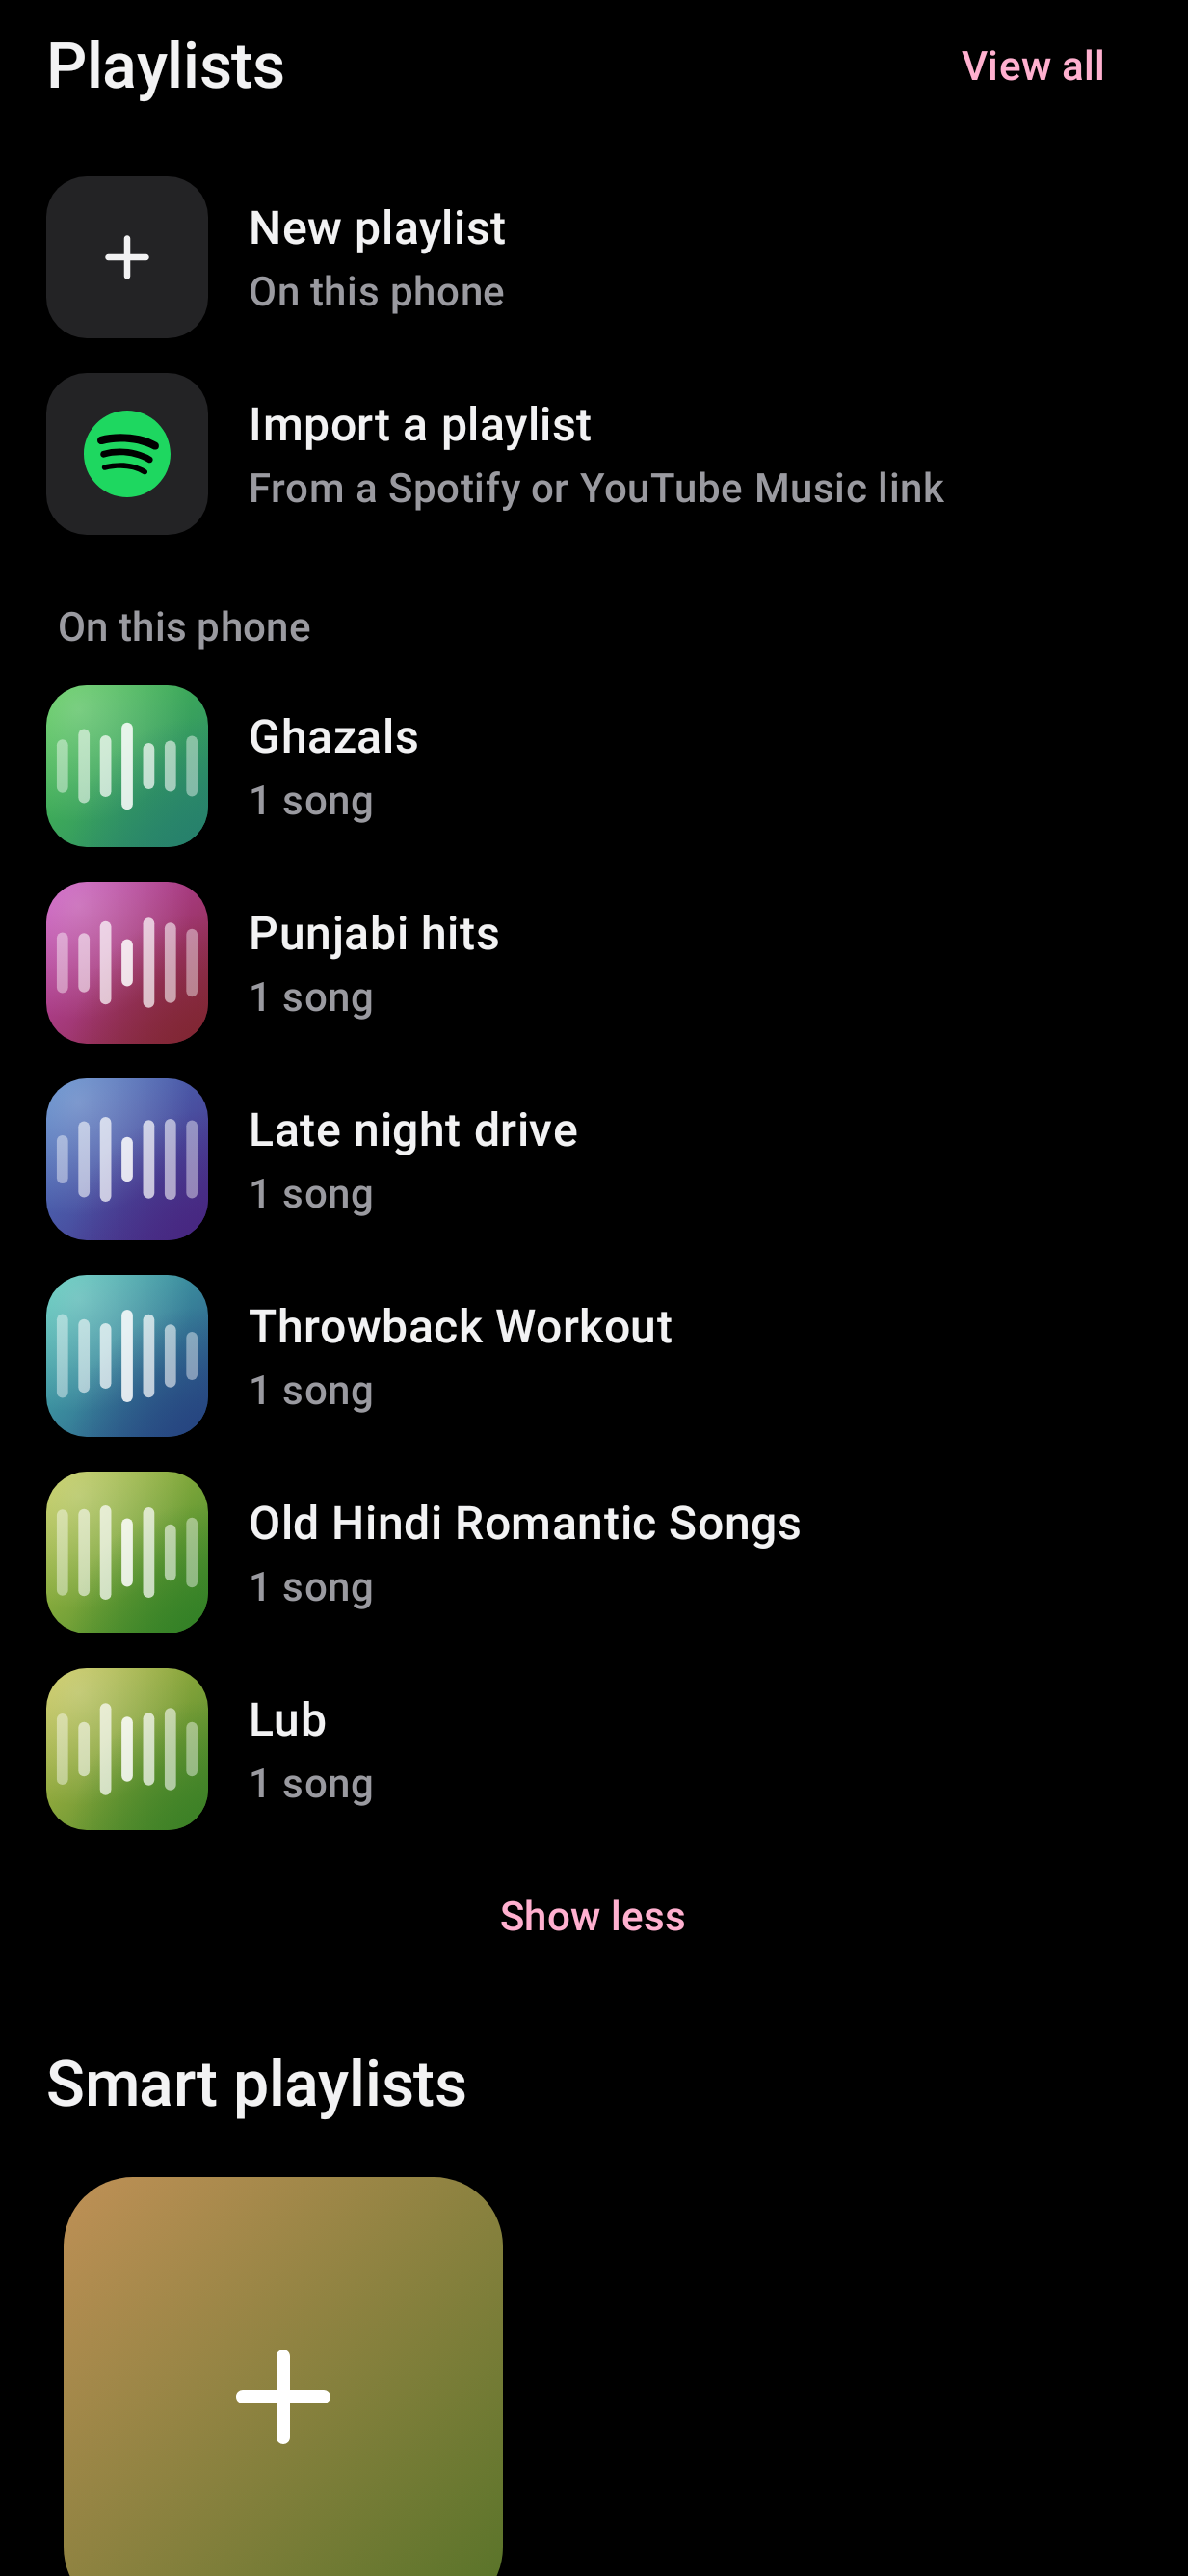 Playlists
View all
New playlist
On this phone
Import a playlist
From a Spotify or YouTube Music link
On this phone
Ghazals
1 song
Punjabi hits
1 song
Late night drive
1 song
Throwback Workout
1 song
Old Hindi Romantic Songs
1 song
Lub
1 song
Show less
Smart playlists